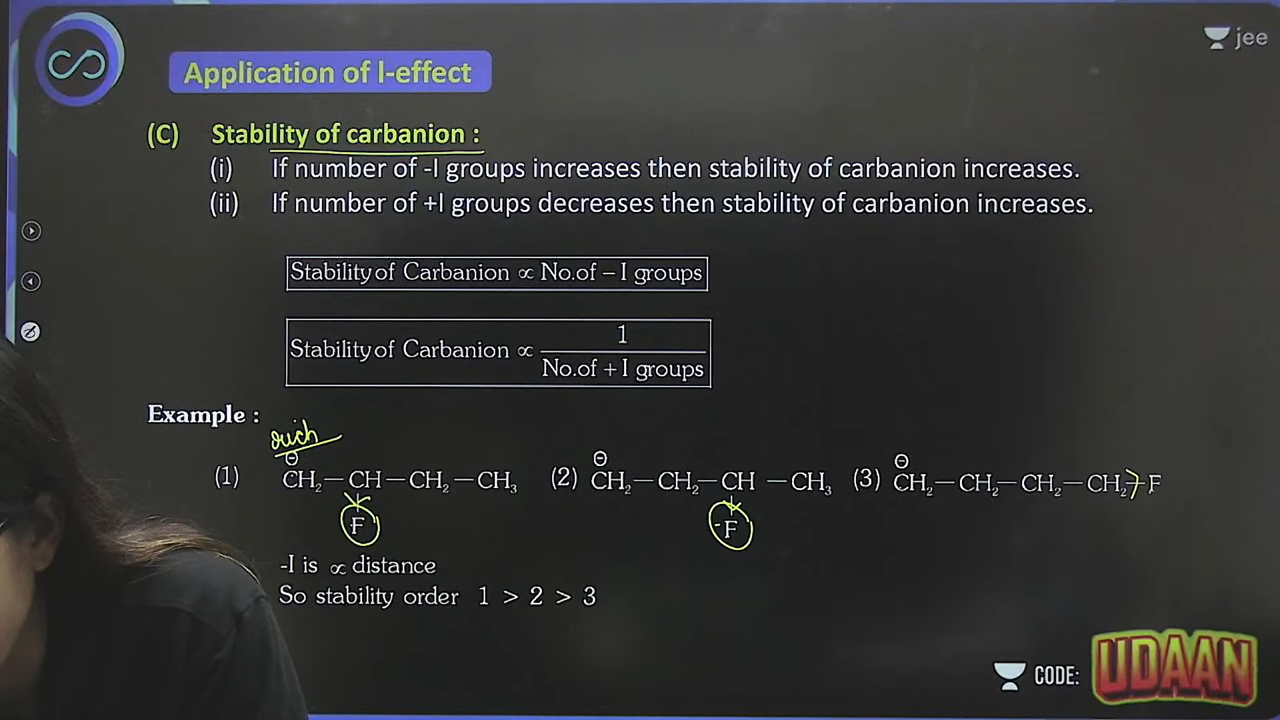 jee
Application of I-effect
(C) Stability of carbanion :
(i) If number of -I groups increases then stability of carbanion increases.
(ii) If number of +I groups decreases then stability of carbanion increases.
Stability of Carbanion ∝ No.of – I groups
Stability of Carbanion ∝ 1 / No.of + I groups
Example :
rich
(1) ⊖CH₂—CH—CH₂—CH₃ (2) ⊖CH₂—CH₂—CH—CH₃ (3) ⊖CH₂—CH₂—CH₂—CH₂—F
F F
-I is ∝ distance
So stability order 1 > 2 > 3
CODE: UDAAN